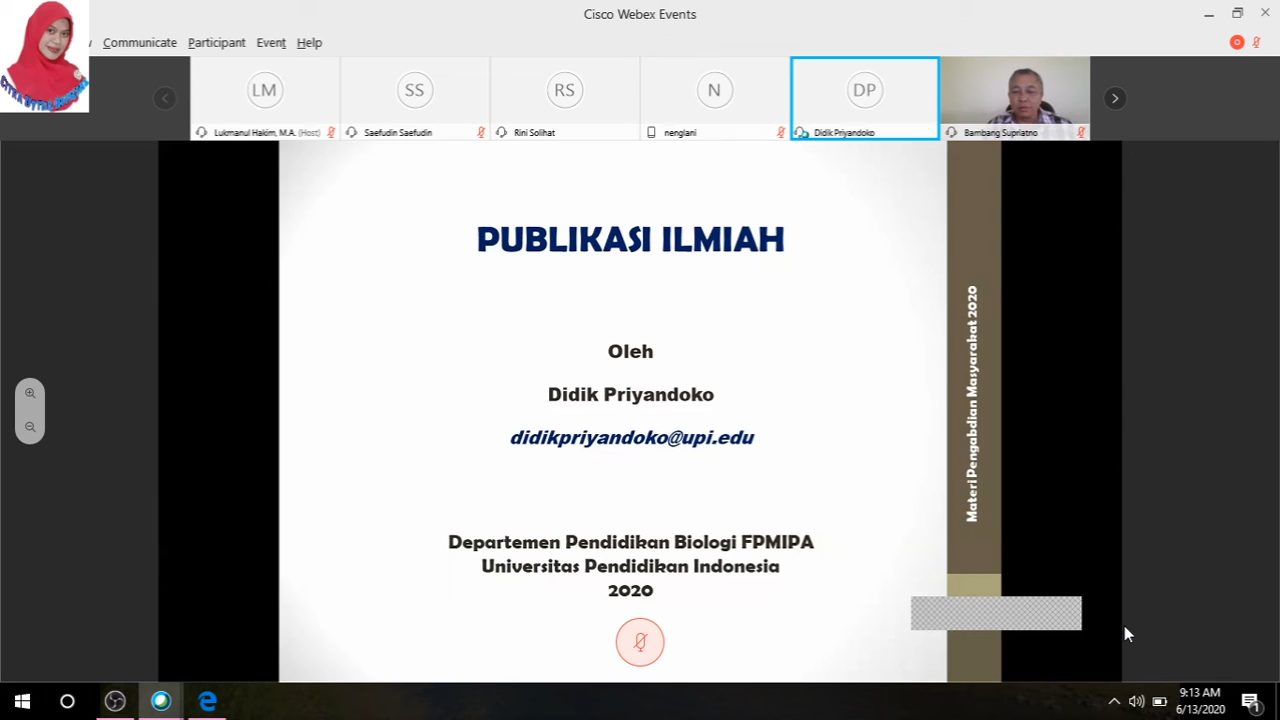 Cisco Webex Events
Communicate Participant Event Help
LM
SS
RS
N
DP
Lukmanul Hakim, M.A. (Host)
Saefudin Saefudin
Rini Solihat
nenglani
Didik Priyandoko
Bambang Supriatno
PUBLIKASI ILMIAH
Oleh
Didik Priyandoko
didikpriyandoko@upi.edu
Departemen Pendidikan Biologi FPMIPA
Universitas Pendidikan Indonesia
2020
Materi Pengabdian Masyarakat 2020
9:13 AM
6/13/2020
1